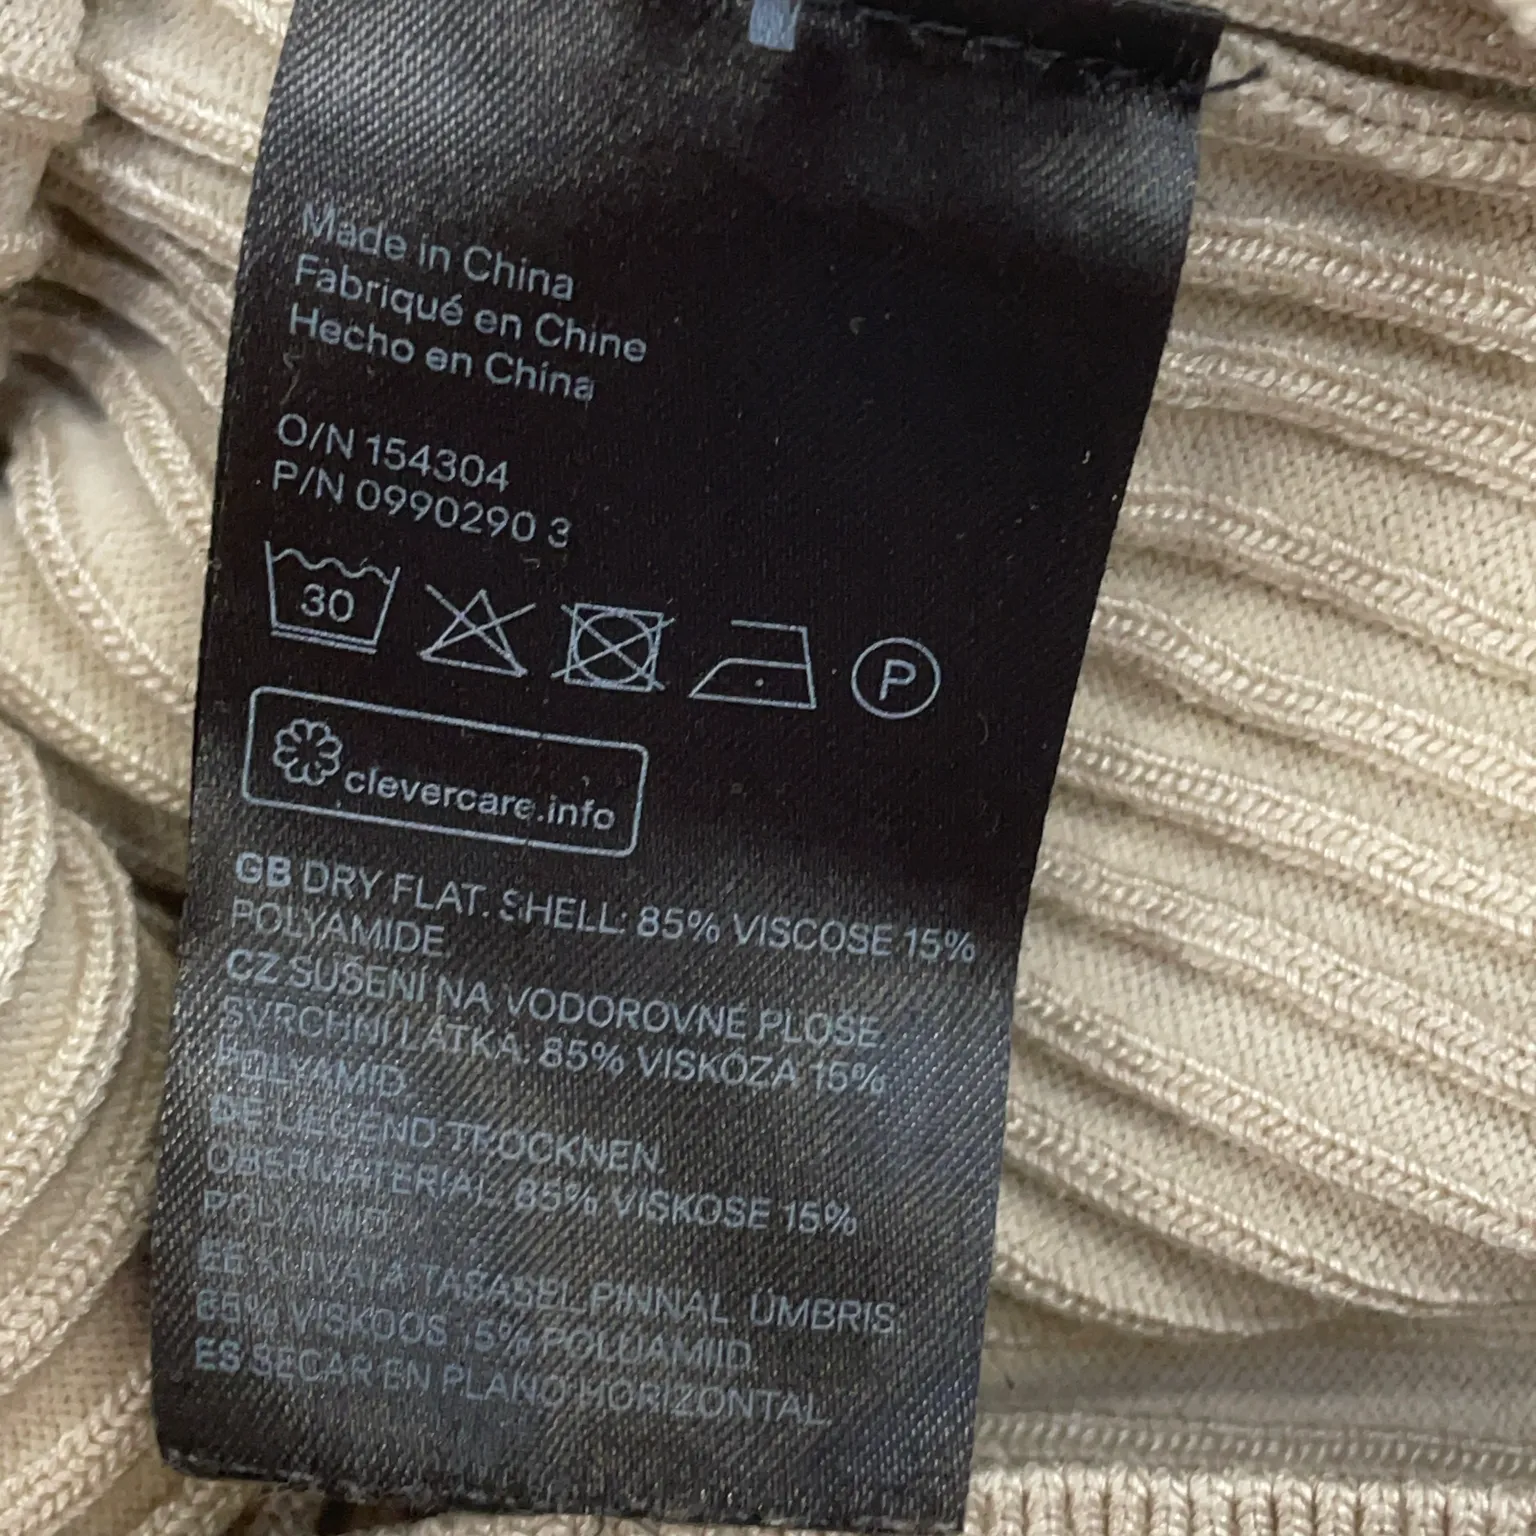 Made in China
Fabriqué en Chine
Hecho en China
O/N 154304
P/N 0990290 3
30
P
clevercare.info
GB DRY FLAT. SHELL: 85% VISCOSE 15%
POLYAMIDE
CZ SUŠENÍ NA VODOROVNÉ PLOŠE
SVRCHNÍ LÁTKA: 85% VISKÓZA 15%
POLYAMID
DE LIEGEND TROCKNEN.
OBERMATERIAL: 85% VISKOSE 15%
POLYAMID
EE KUIVATA TASASEL PINNAL ÜMBRIS:
85% VISKOOS 15% POLÜAMIID
ES SECAR EN PLANO HORIZONTAL